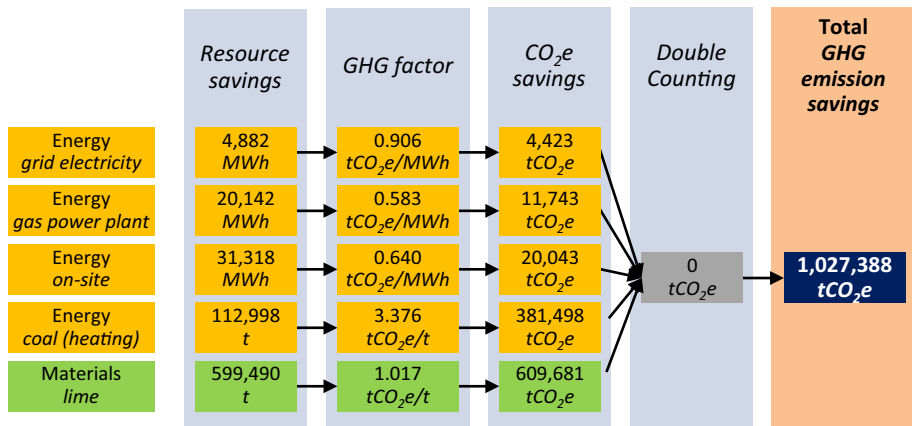 Resource
savings
GHG factor
CO₂e
savings
Double
Counting
Total
GHG
emission
savings
Energy
grid electricity
4,882
MWh
0.906
tCO₂e/MWh
4,423
tCO₂e
Energy
gas power plant
20,142
MWh
0.583
tCO₂e/MWh
11,743
tCO₂e
Energy
on-site
31,318
MWh
0.640
tCO₂e/MWh
20,043
tCO₂e
0
tCO₂e
1,027,388
tCO₂e
Energy
coal (heating)
112,998
t
3.376
tCO₂e/t
381,498
tCO₂e
Materials
lime
599,490
t
1.017
tCO₂e/t
609,681
tCO₂e